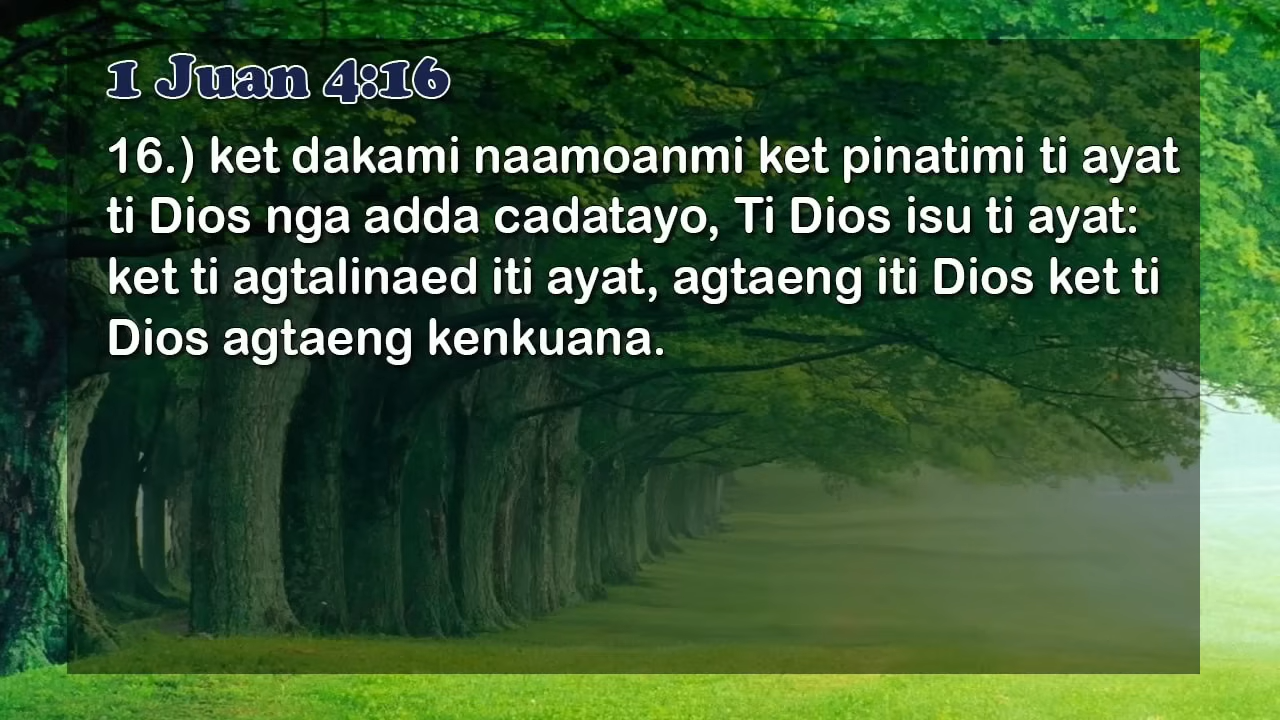 1 Juan 4:16
16.) ket dakami naamoanmi ket pinatimi ti ayat
ti Dios nga adda cadatayo, Ti Dios isu ti ayat:
ket ti agtalinaed iti ayat, agtaeng iti Dios ket ti
Dios agtaeng kenkuana.